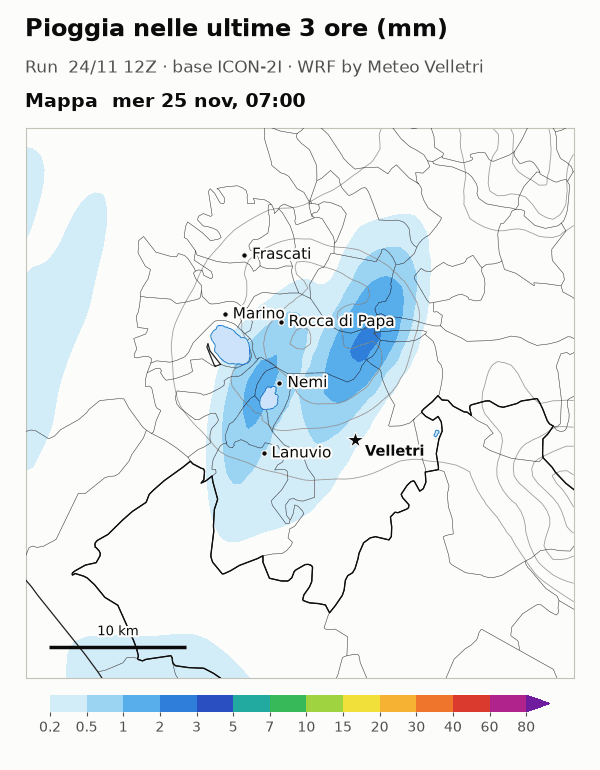 Pioggia nelle ultime 3 ore (mm)
Run 24/11 12Z · base ICON-2I · WRF by Meteo Velletri
Mappa mer 25 nov, 07:00
Frascati
Marino
Rocca di Papa
Nemi
Lanuvio
Velletri
10 km
0.2 0.5 1 2 3 5 7 10 15 20 30 40 60 80